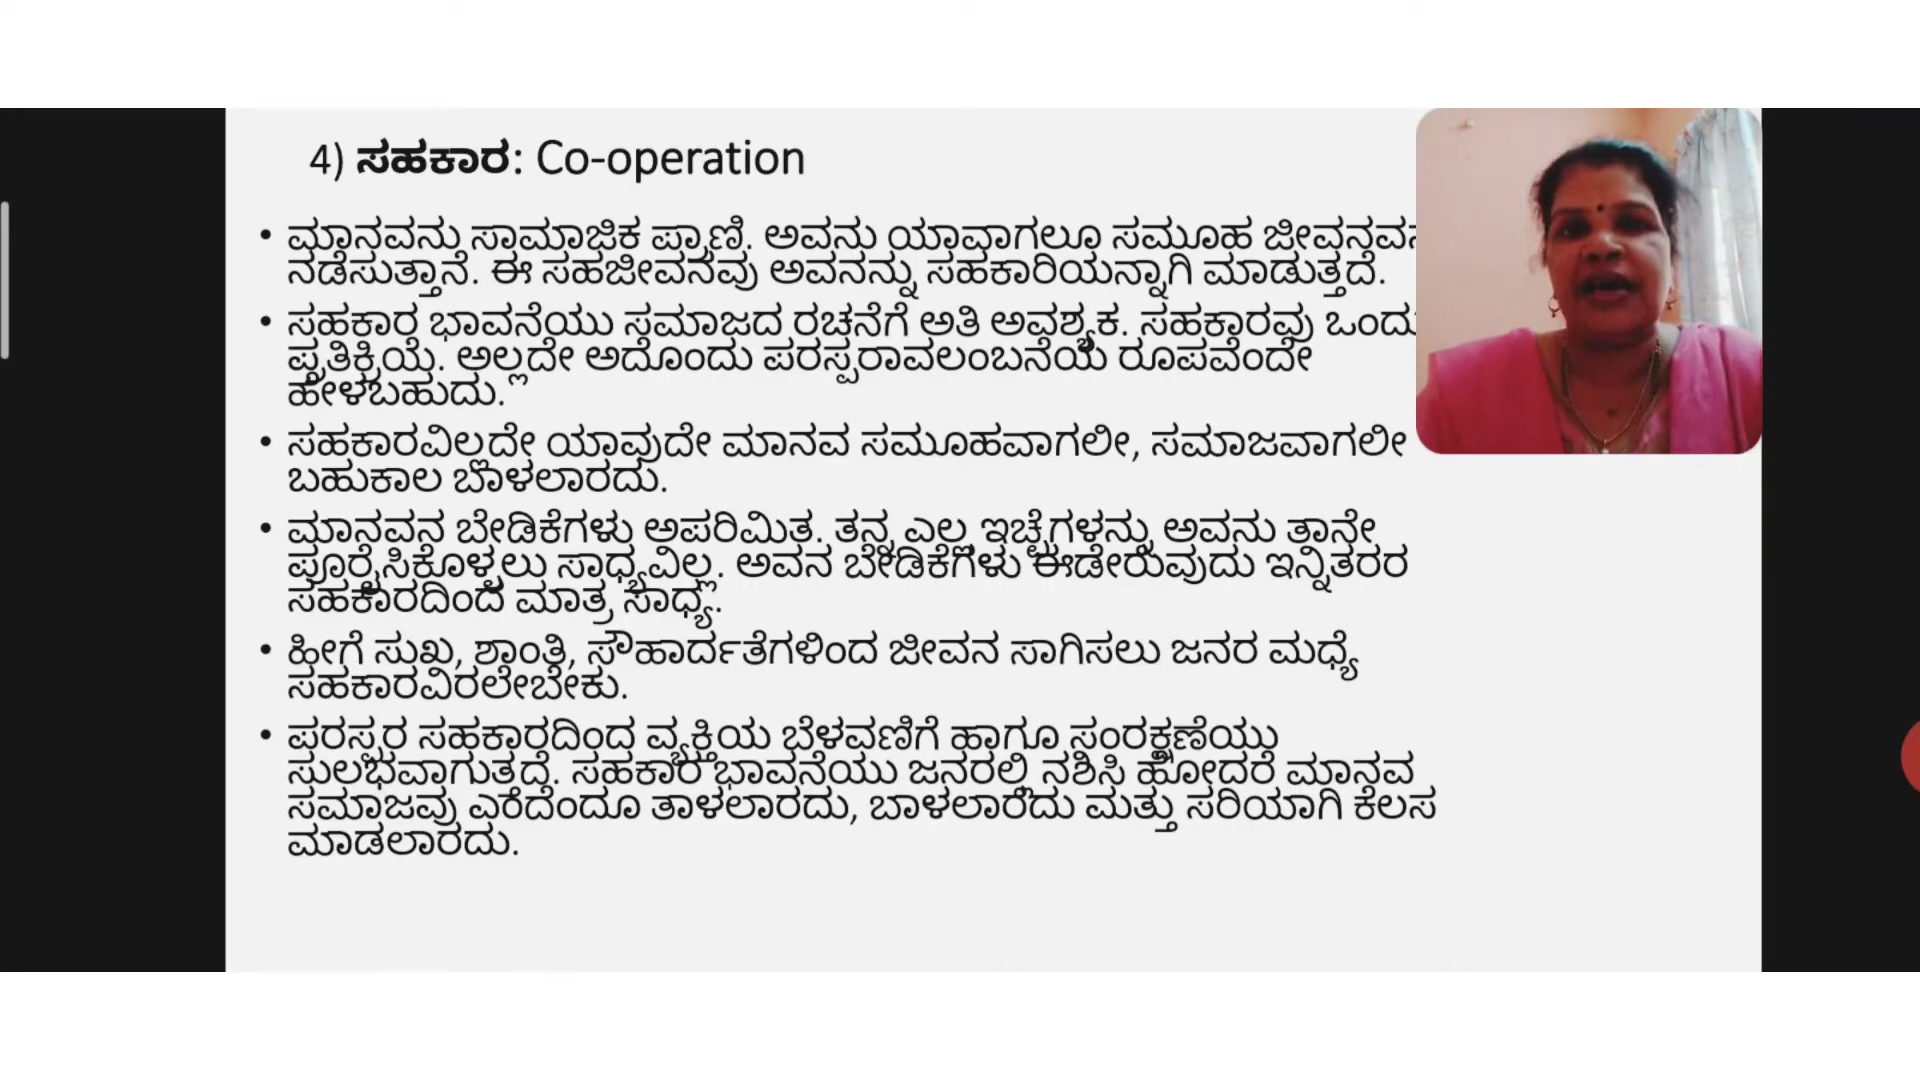 4) ಸಹಕಾರ: Co-operation
• ಮಾನವನು ಸಾಮಾಜಿಕ ಪ್ರಾಣಿ. ಅವನು ಯಾವಾಗಲೂ ಸಮೂಹ
ನಡೆಸುತ್ತಾನೆ. ಈ ಸಹಜೀವನವು ಅವನನ್ನು ಸಹಕಾರಿಯನ್ನಾಗಿ ಮಾಡುತ್ತದೆ.
• ಸಹಕಾರ ಭಾವನೆಯು ಸಮಾಜದ ರಚನೆಗೆ ಅತಿ ಅವಶ್ಯಕ. ಸಹಕಾರವು ಒಂದು
ಪ್ರತಿಕ್ರಿಯೆ. ಅಲ್ಲದೇ ಅದೊಂದು ಪರಸ್ಪರಾವಲಂಬನೆಯ ರೂಪವೆಂದೇ
ಹೇಳಬಹುದು.
• ಸಹಕಾರವಿಲ್ಲದೇ ಯಾವುದೇ ಮಾನವ ಸಮೂಹವಾಗಲೀ, ಸಮಾಜವಾಗಲೀ
ಬಹುಕಾಲ ಬಾಳಲಾರದು.
• ಮಾನವನ ಬೇಡಿಕೆಗಳು ಅಪರಿಮಿತ. ತನ್ನ ಎಲ್ಲ ಇಚ್ಛೆಗಳನ್ನು ಅವನು ತಾನೇ
ಪೂರೈಸಿಕೊಳ್ಳಲು ಸಾಧ್ಯವಿಲ್ಲ. ಅವನ ಬೇಡಿಕೆಗಳು ಈಡೇರುವುದು ಇನ್ನಿತರರ
ಸಹಕಾರದಿಂದ ಮಾತ್ರ ಸಾಧ್ಯ.
• ಹೀಗೆ ಸುಖ, ಶಾಂತಿ, ಸೌಹಾರ್ದತೆಗಳಿಂದ ಜೀವನ ಸಾಗಿಸಲು ಜನರ ಮಧ್ಯೆ
ಸಹಕಾರವಿರಲೇಬೇಕು.
• ಪರಸ್ಪರ ಸಹಕಾರದಿಂದ ವ್ಯಕ್ತಿಯ ಬೆಳವಣಿಗೆ ಹಾಗೂ ಸಂರಕ್ಷಣೆಯು
ಸುಲಭವಾಗುತ್ತದೆ. ಸಹಕಾರ ಭಾವನೆಯು ಜನರಲ್ಲಿ ನಶಿಸಿ ಹೋದರೆ ಮಾನವ
ಸಮಾಜವು ಎಂದೆಂದೂ ತಾಳಲಾರದು, ಬಾಳಲಾರದು ಮತ್ತು ಸರಿಯಾಗಿ ಕೆಲಸ
ಮಾಡಲಾರದು.